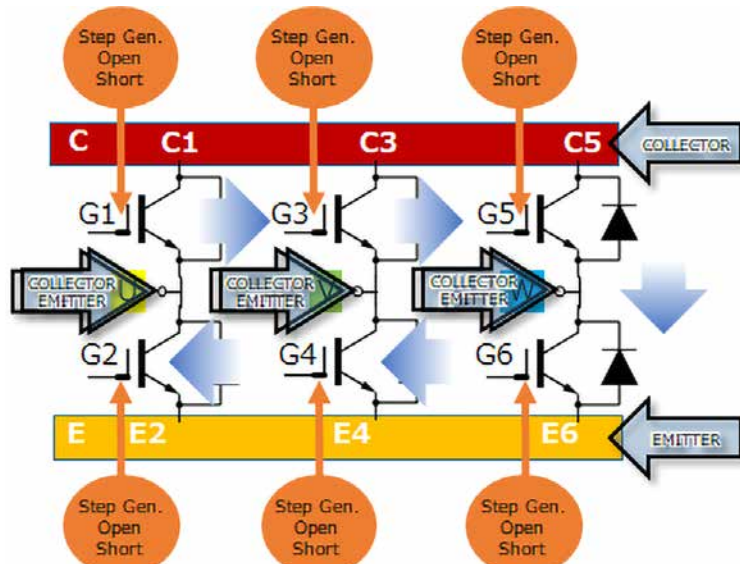 Step Gen.
Open
Short
Step Gen.
Open
Short
Step Gen.
Open
Short
C C1 C3 C5
COLLECTOR
G1 G3 G5
COLLECTOR
EMITTER
U
COLLECTOR
EMITTER
V
COLLECTOR
EMITTER
W
G2 G4 G6
E E2 E4 E6
EMITTER
Step Gen.
Open
Short
Step Gen.
Open
Short
Step Gen.
Open
Short